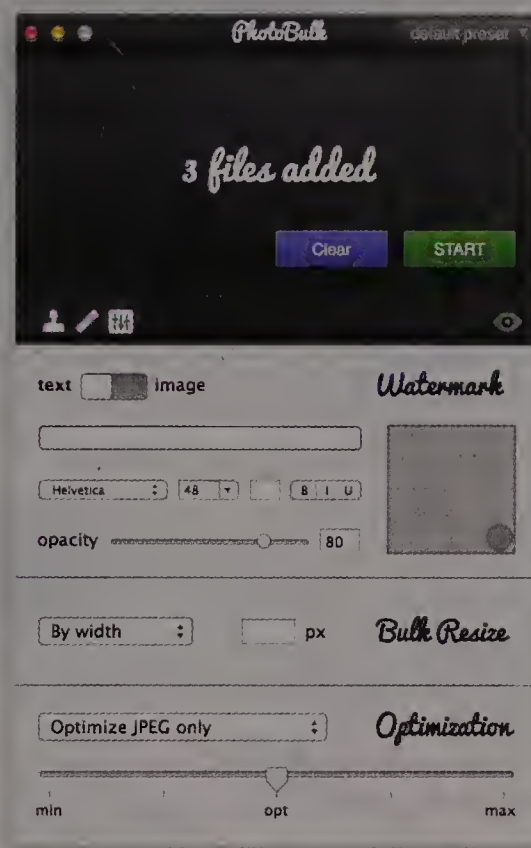 PhotoBulk default preset
3 files added
Clear START
text image Watermark
Helvetica 48 B I U
opacity 80
By width px Bulk Resize
Optimize JPEG only Optimization
min opt max